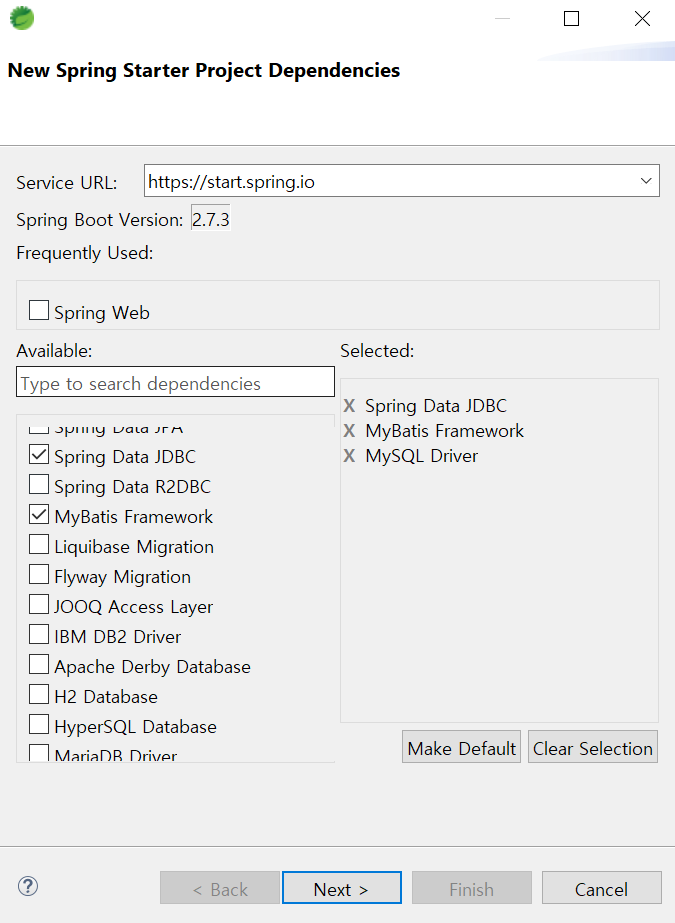 New Spring Starter Project Dependencies
Service URL:
https://start.spring.io
Spring Boot Version: 2.7.3
Frequently Used:
Spring Web
Available:
Type to search dependencies
Spring Data JPA
Spring Data JDBC
Spring Data R2DBC
MyBatis Framework
Liquibase Migration
Flyway Migration
JOOQ Access Layer
IBM DB2 Driver
Apache Derby Database
H2 Database
HyperSQL Database
MariaDB Driver
Selected:
X Spring Data JDBC
X MyBatis Framework
X MySQL Driver
Make Default
Clear Selection
?
< Back
Next >
Finish
Cancel